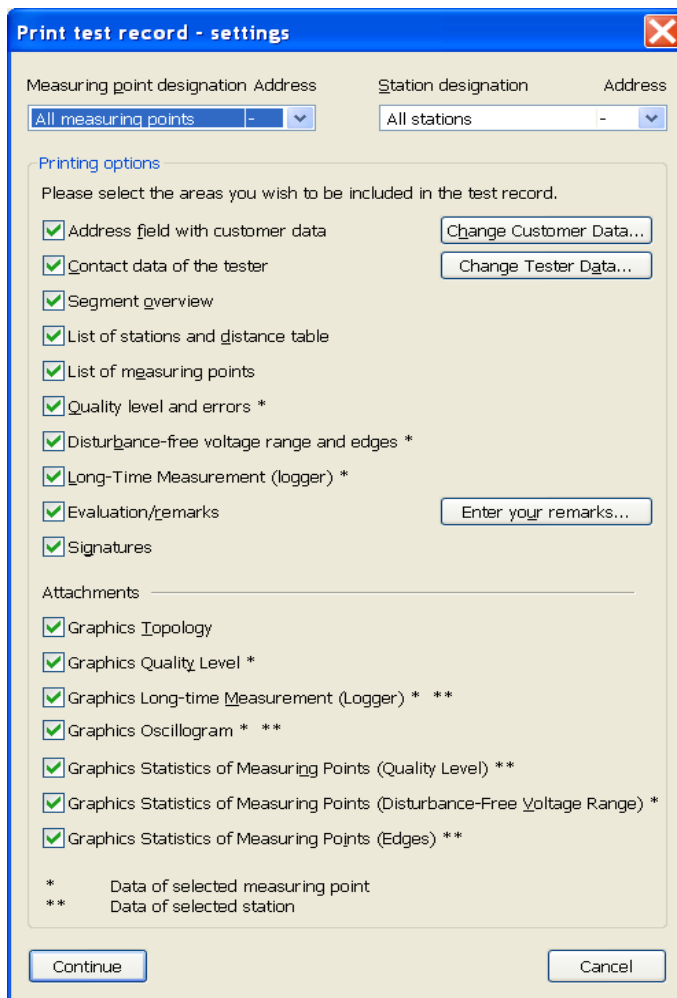 Print test record - settings
Measuring point designation Address Station designation Address
All measuring points - All stations -
Printing options
Please select the areas you wish to be included in the test record.
Address field with customer data Change Customer Data...
Contact data of the tester Change Tester Data...
Segment overview
List of stations and distance table
List of measuring points
Quality level and errors *
Disturbance-free voltage range and edges *
Long-Time Measurement (logger) *
Evaluation/remarks Enter your remarks...
Signatures
Attachments
Graphics Topology
Graphics Quality Level *
Graphics Long-time Measurement (Logger) * **
Graphics Oscillogram * **
Graphics Statistics of Measuring Points (Quality Level) **
Graphics Statistics of Measuring Points (Disturbance-Free Voltage Range) *
Graphics Statistics of Measuring Points (Edges) **
* Data of selected measuring point
** Data of selected station
Continue Cancel